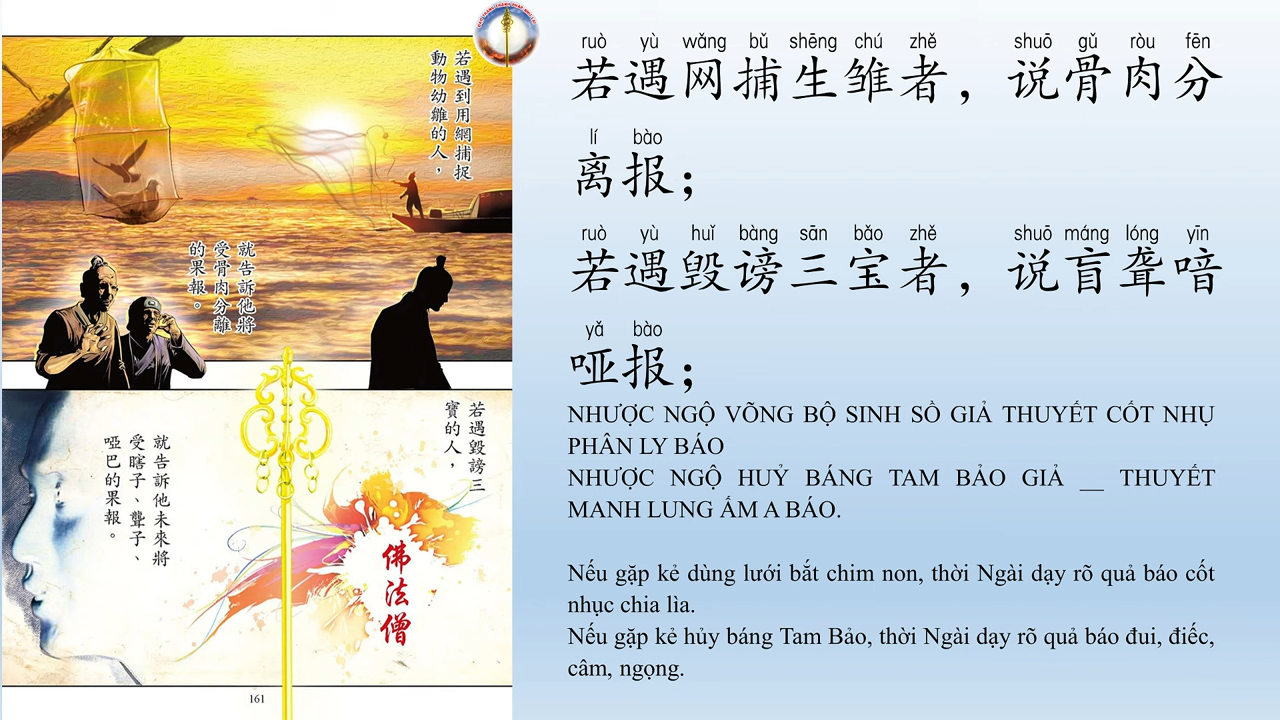 若遇到用網捕捉
動物幼雛的人，
就告訴他將
受骨肉分離
的果報。
若遇毀謗三
寶的人，
就告訴他未來將
受瞎子、聾子、
啞巴的果報。
佛法僧
161
ruò yù wǎng bǔ shēng chú zhě shuō gǔ ròu fēn
若遇网捕生雏者，说骨肉分
lí bào
离报；
ruò yù huǐ bàng sān bǎo zhě shuō máng lóng yīn
若遇毁谤三宝者，说盲聋喑
yǎ bào
哑报；
NHƯỢC NGỘ VÕNG BỘ SINH SỒ GIẢ THUYẾT CỐT NHỤ
PHÂN LY BÁO
NHƯỢC NGỘ HUỶ BÁNG TAM BẢO GIẢ __ THUYẾT
MANH LUNG ẤM A BÁO.
Nếu gặp kẻ dùng lưới bắt chim non, thời Ngài dạy rõ quả báo cốt
nhục chia lìa.
Nếu gặp kẻ hủy báng Tam Bảo, thời Ngài dạy rõ quả báo đui, điếc,
câm, ngọng.